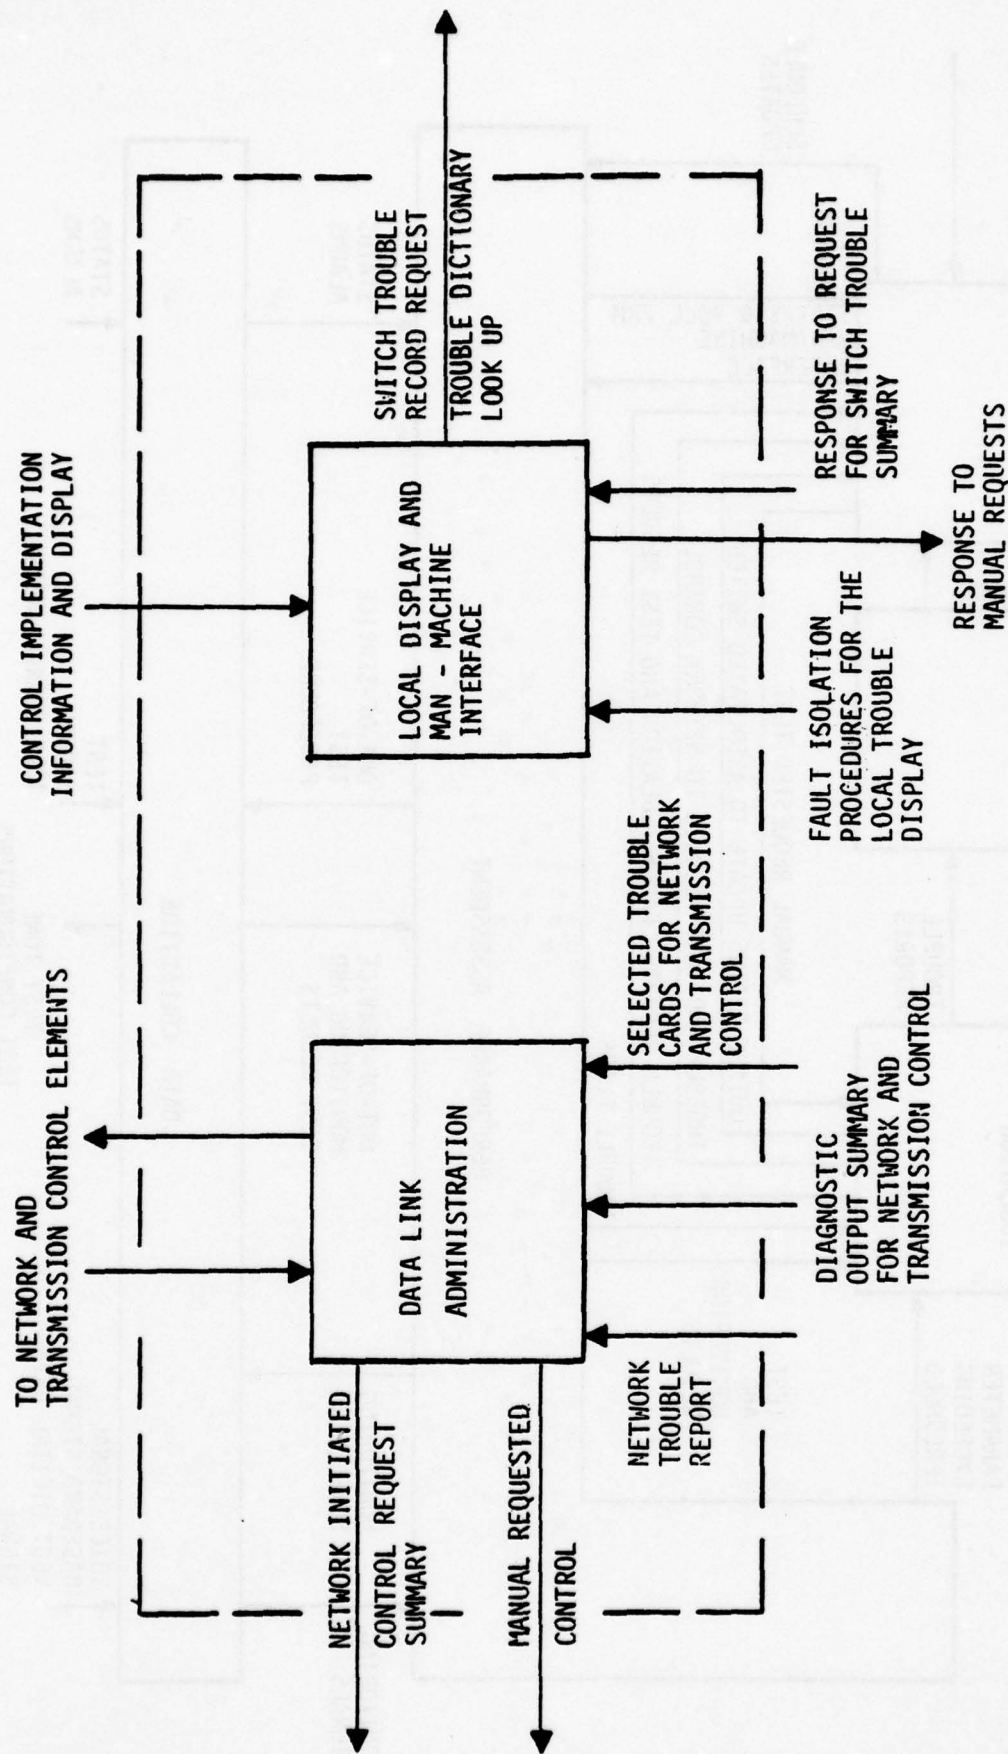 TO NETWORK AND
TRANSMISSION CONTROL ELEMENTS
CONTROL IMPLEMENTATION
INFORMATION AND DISPLAY
NETWORK INITIATED
CONTROL REQUEST
SUMMARY
MANUAL REQUESTED
CONTROL
DATA LINK
ADMINISTRATION
LOCAL DISPLAY AND
MAN - MACHINE
INTERFACE
SWITCH TROUBLE
RECORD REQUEST
TROUBLE DICTIONARY
LOOK UP
NETWORK
TROUBLE
REPORT
SELECTED TROUBLE
CARDS FOR NETWORK
AND TRANSMISSION
CONTROL
DIAGNOSTIC
OUTPUT SUMMARY
FOR NETWORK AND
TRANSMISSION CONTROL
FAULT ISOLATION
PROCEDURES FOR THE
LOCAL TROUBLE
DISPLAY
RESPONSE TO REQUEST
FOR SWITCH TROUBLE
SUMMARY
RESPONSE TO
MANUAL REQUESTS